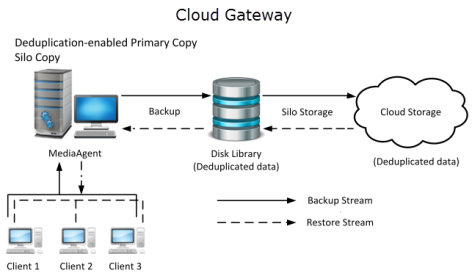 Cloud Gateway
Deduplication-enabled Primary Copy
Silo Copy
Backup
Silo Storage
Cloud Storage
MediaAgent
Disk Library
(Deduplicated data)
(Deduplicated data)
Backup Stream
Restore Stream
Client 1
Client 2
Client 3